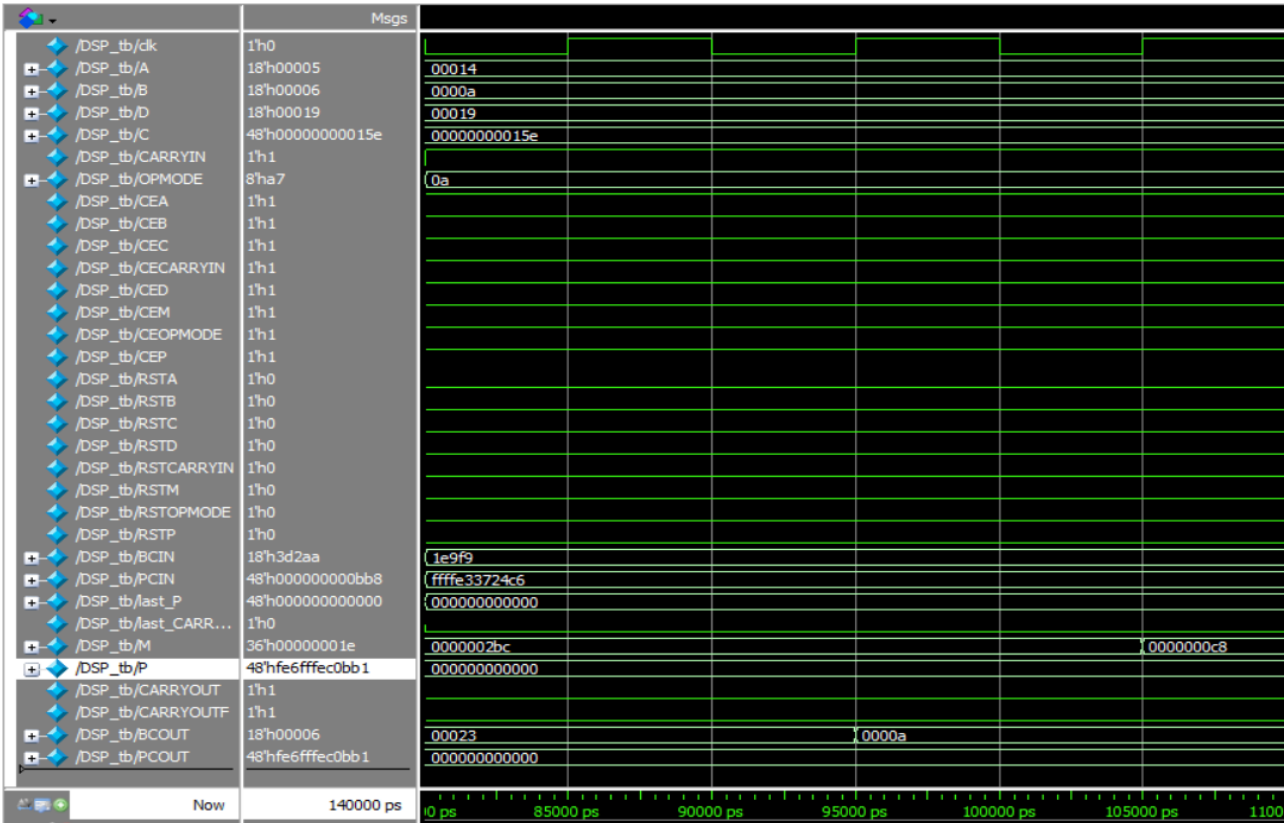 Msgs
/DSP_tb/clk 1'h0
/DSP_tb/A 18'h00005 00014
/DSP_tb/B 18'h00006 0000a
/DSP_tb/D 18'h00019 00019
/DSP_tb/C 48'h00000000015e 00000000015e
/DSP_tb/CARRYIN 1'h1
/DSP_tb/OPMODE 8'ha7 0a
/DSP_tb/CEA 1'h1
/DSP_tb/CEB 1'h1
/DSP_tb/CEC 1'h1
/DSP_tb/CECARRYIN 1'h1
/DSP_tb/CED 1'h1
/DSP_tb/CEM 1'h1
/DSP_tb/CEOPMODE 1'h1
/DSP_tb/CEP 1'h1
/DSP_tb/RSTA 1'h0
/DSP_tb/RSTB 1'h0
/DSP_tb/RSTC 1'h0
/DSP_tb/RSTD 1'h0
/DSP_tb/RSTCARRYIN 1'h0
/DSP_tb/RSTM 1'h0
/DSP_tb/RSTOPMODE 1'h0
/DSP_tb/RSTP 1'h0
/DSP_tb/BCIN 18'h3d2aa 1e9f9
/DSP_tb/PCIN 48'h000000000bb8 ffffe33724c6
/DSP_tb/last_P 48'h000000000000 000000000000
/DSP_tb/last_CARR... 1'h0
/DSP_tb/M 36'h00000001e 0000002bc 0000000c8
/DSP_tb/P 48'hfe6fffec0bb1 000000000000
/DSP_tb/CARRYOUT 1'h1
/DSP_tb/CARRYOUTF 1'h1
/DSP_tb/BCOUT 18'h00006 00023 0000a
/DSP_tb/PCOUT 48'hfe6fffec0bb1 000000000000
Now 140000 ps 85000 ps 90000 ps 95000 ps 100000 ps 105000 ps